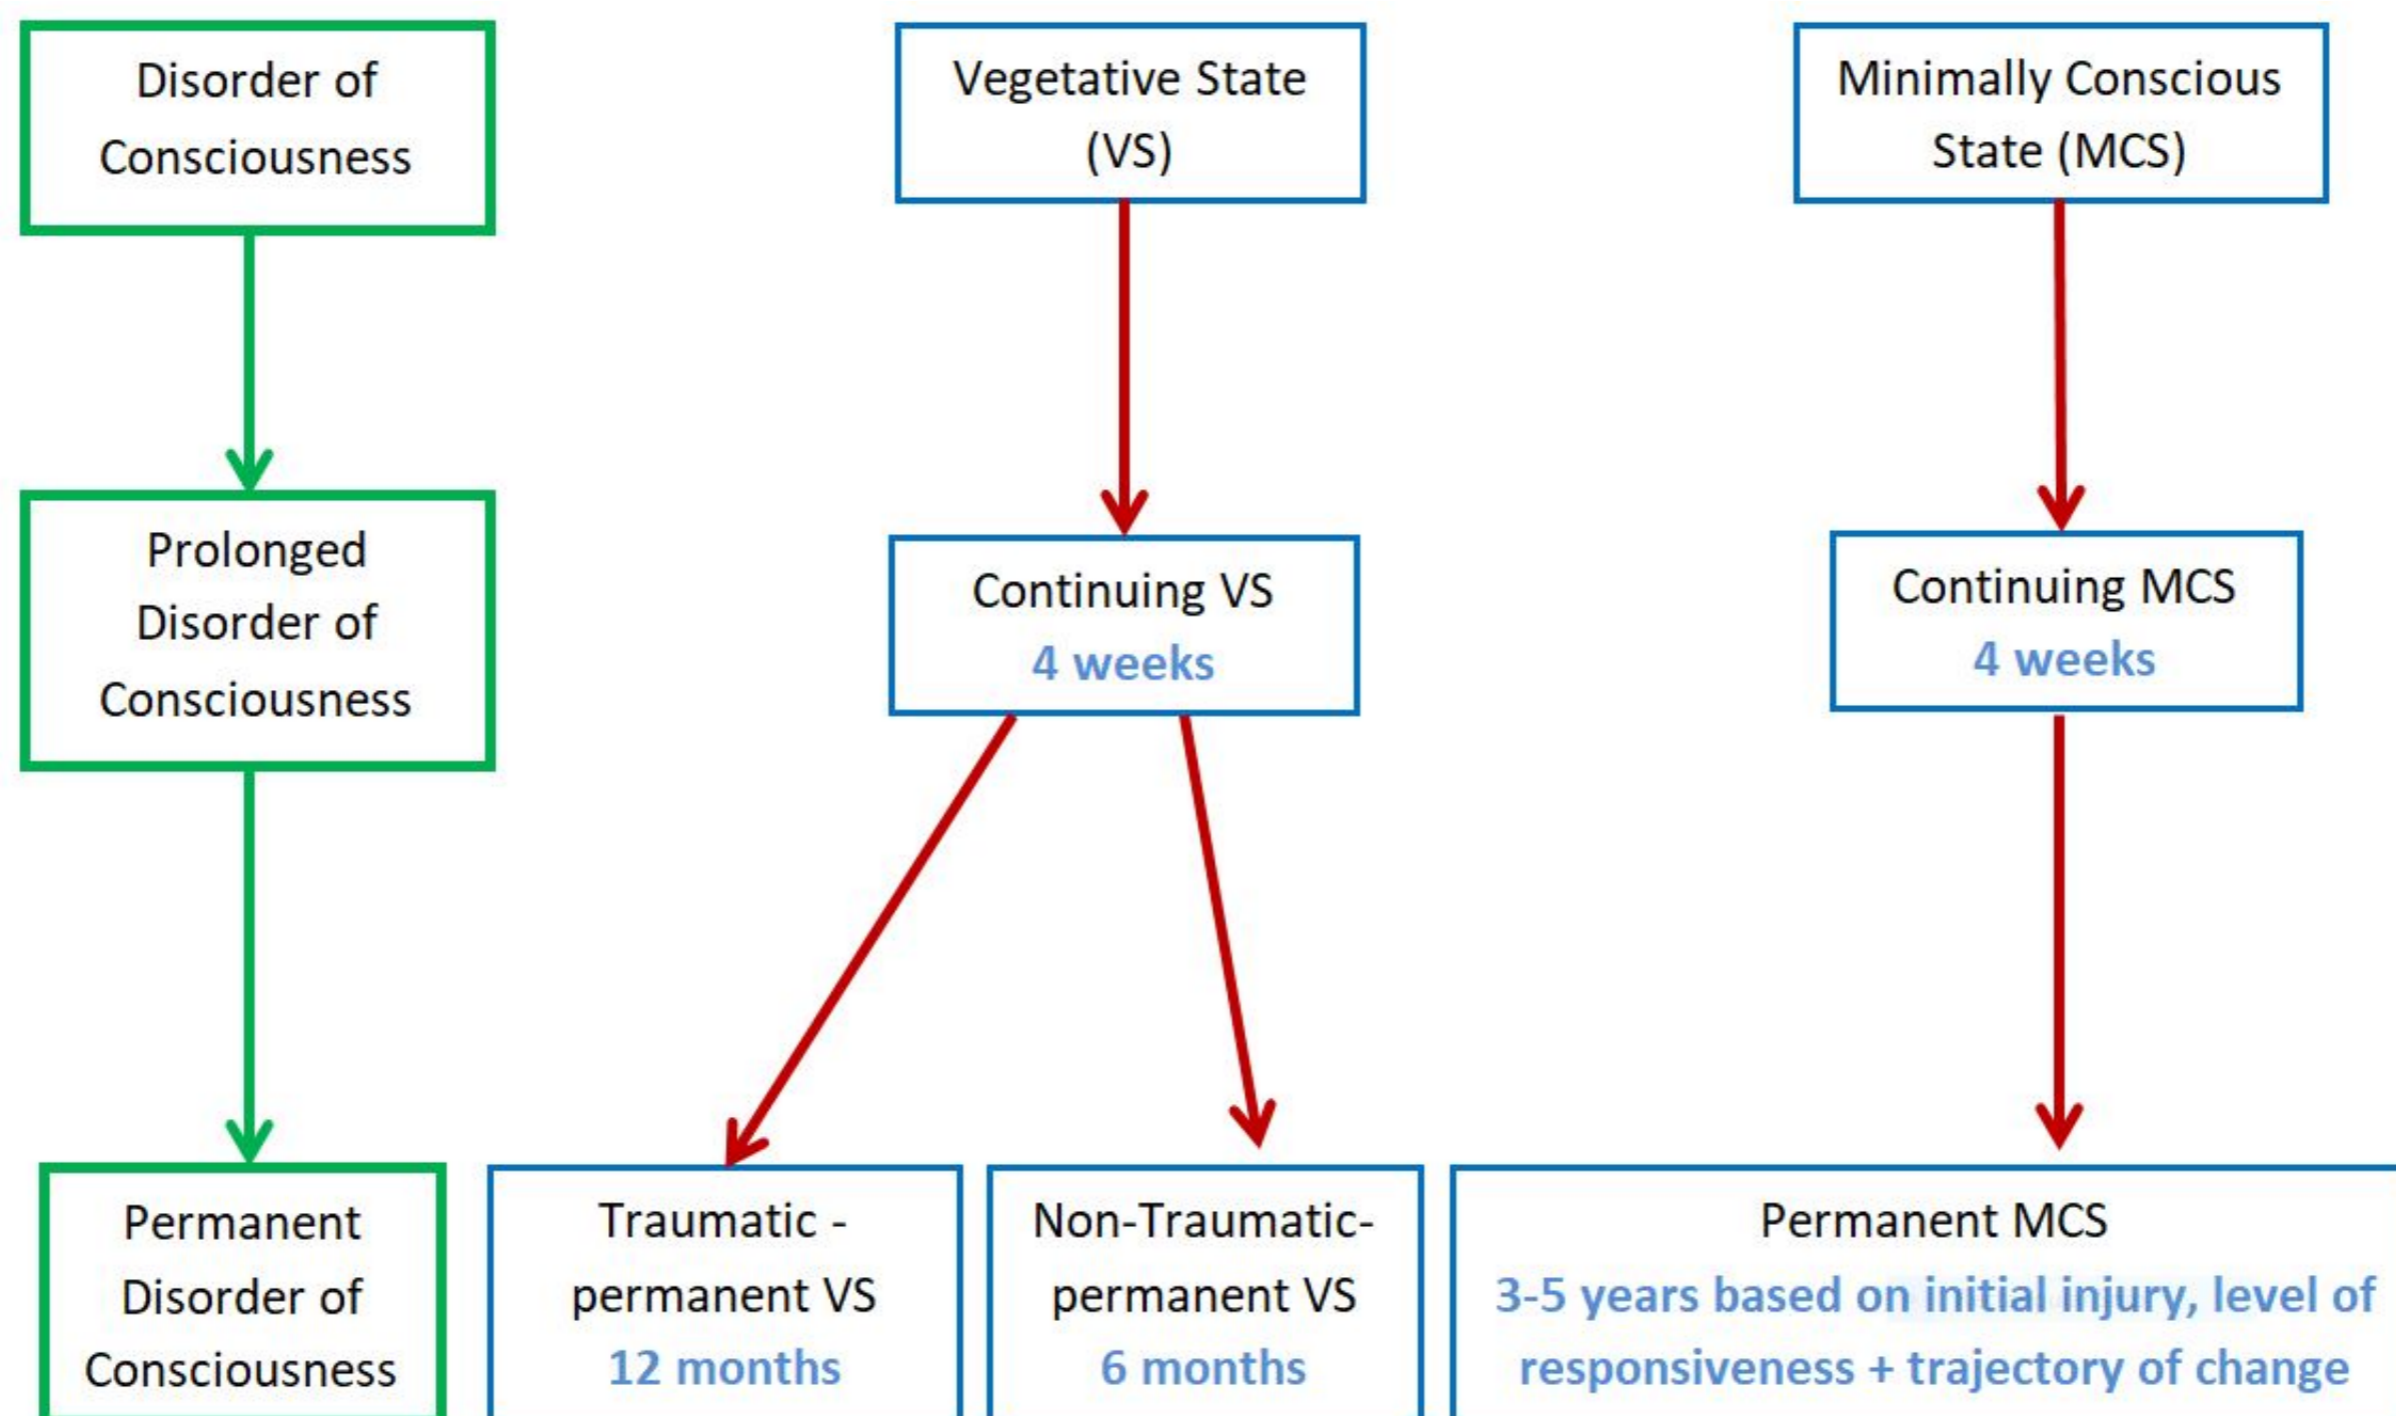 Disorder of
Consciousness
Vegetative State
(VS)
Minimally Conscious
State (MCS)
Prolonged
Disorder of
Consciousness
Continuing VS
4 weeks
Continuing MCS
4 weeks
Permanent
Disorder of
Consciousness
Traumatic -
permanent VS
12 months
Non-Traumatic-
permanent VS
6 months
Permanent MCS
3-5 years based on initial injury, level of
responsiveness + trajectory of change